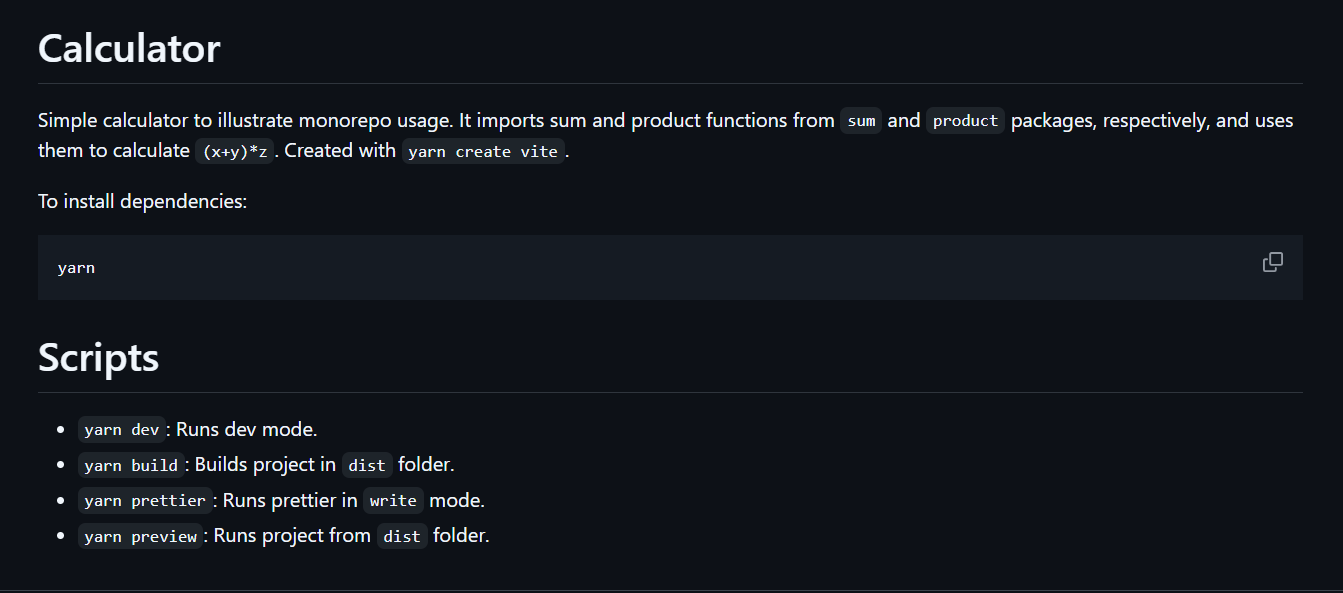 Calculator
Simple calculator to illustrate monorepo usage. It imports sum and product functions from sum and product packages, respectively, and uses
them to calculate (x+y)*z. Created with yarn create vite.
To install dependencies:
yarn
Scripts
• yarn dev: Runs dev mode.
• yarn build: Builds project in dist folder.
• yarn prettier: Runs prettier in write mode.
• yarn preview: Runs project from dist folder.